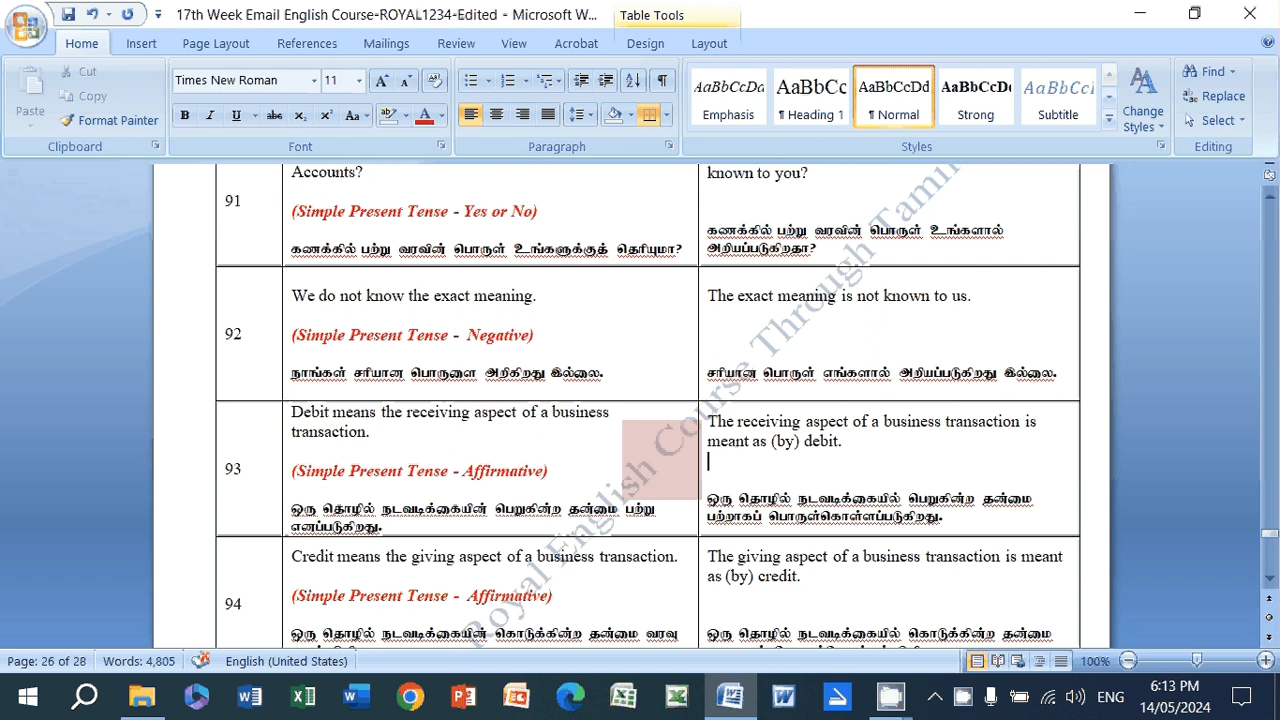 17th Week Email English Course-ROYAL1234-Edited - Microsoft W...
Table Tools
Home Insert Page Layout References Mailings Review View Acrobat Design Layout
Paste
Cut
Copy
Format Painter
Clipboard
Times New Roman 11
Font
Paragraph
AaBbCcDd AaBbCc AaBbCcDd AaBbCcDd AaBbCcI
Emphasis ¶ Heading 1 ¶ Normal Strong Subtitle
Change Styles
Styles
Find
Replace
Select
Editing
Accounts?
known to you?
91
(Simple Present Tense - Yes or No)
கணக்கில் பற்று வரவின் பொருள் உங்களுக்குத் தெரியுமா?
கணக்கில் பற்று வரவின் பொருள் உங்களால்
அறியப்படுகிறதா?
92
We do not know the exact meaning.
(Simple Present Tense - Negative)
நாங்கள் சரியான பொருளை அறிகிறது இல்லை.
The exact meaning is not known to us.
சரியான பொருள் எங்களால் அறியப்படுகிறது இல்லை.
93
Debit means the receiving aspect of a business
transaction.
(Simple Present Tense - Affirmative)
ஒரு தொழில் நடவடிக்கையின் பெறுகின்ற தன்மை பற்று
எனப்படுகிறது.
The receiving aspect of a business transaction is
meant as (by) debit.
ஒரு தொழில் நடவடிக்கையில் பெறுகின்ற தன்மை
பற்றாகப் பொருள்கொள்ளப்படுகிறது.
94
Credit means the giving aspect of a business transaction.
(Simple Present Tense - Affirmative)
ஒரு தொழில் நடவடிக்கையின் கொடுக்கின்ற தன்மை வரவு
The giving aspect of a business transaction is meant
as (by) credit.
ஒரு தொழில் நடவடிக்கையில் கொடுக்கின்ற தன்மை
Royal English Course Through Tamil
Page: 26 of 28 Words: 4,805 English (United States) 100%
ENG
6:13 PM
14/05/2024